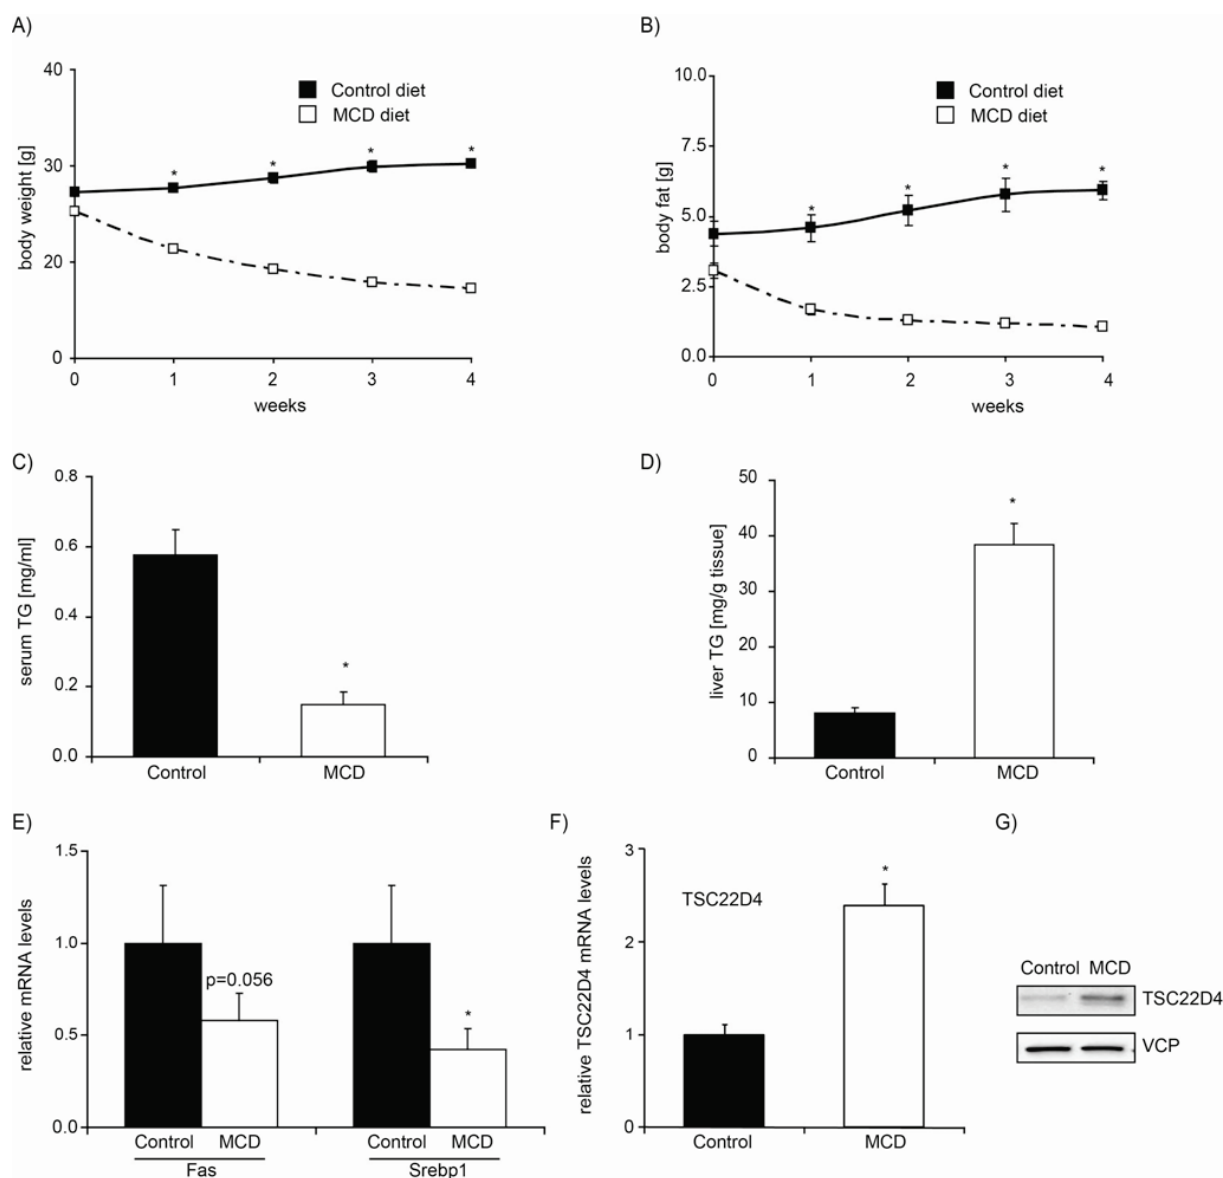 A)
40
30
20
0
body weight [g]
Control diet
MCD diet
* * * *
0 1 2 3 4
weeks
B)
10.0
7.5
5.0
2.5
0.0
body fat [g]
Control diet
MCD diet
* * * *
0 1 2 3 4
weeks
C)
0.8
0.6
0.4
0.2
0.0
serum TG [mg/ml]
*
Control MCD
D)
50
40
30
20
10
0
liver TG [mg/g tissue]
*
Control MCD
E)
1.5
1.0
0.5
0.0
relative mRNA levels
p=0.056
*
Control MCD Control MCD
Fas Srebp1
F)
3
2
1
0
relative TSC22D4 mRNA levels
TSC22D4
*
Control MCD
G)
Control MCD
TSC22D4
VCP